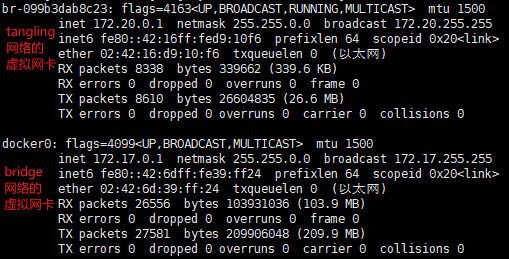 br-099b3dab8c23: flags=4163<UP,BROADCAST,RUNNING,MULTICAST>  mtu 1500
inet 172.20.0.1  netmask 255.255.0.0  broadcast 172.20.255.255
inet6 fe80::42:16ff:fed9:10f6  prefixlen 64  scopeid 0x20<link>
ether 02:42:16:d9:10:f6  txqueuelen 0  (以太网)
RX packets 8338  bytes 339662 (339.6 KB)
RX errors 0  dropped 0  overruns 0  frame 0
TX packets 8610  bytes 26604835 (26.6 MB)
TX errors 0  dropped 0 overruns 0  carrier 0  collisions 0
tangling
网络的
虚拟网卡
docker0: flags=4099<UP,BROADCAST,MULTICAST>  mtu 1500
inet 172.17.0.1  netmask 255.255.0.0  broadcast 172.17.255.255
inet6 fe80::42:6dff:fe39:ff24  prefixlen 64  scopeid 0x20<link>
ether 02:42:6d:39:ff:24  txqueuelen 0  (以太网)
RX packets 26556  bytes 103931036 (103.9 MB)
RX errors 0  dropped 0  overruns 0  frame 0
TX packets 27581  bytes 209906048 (209.9 MB)
TX errors 0  dropped 0 overruns 0  carrier 0  collisions 0
bridge
网络的
虚拟网卡